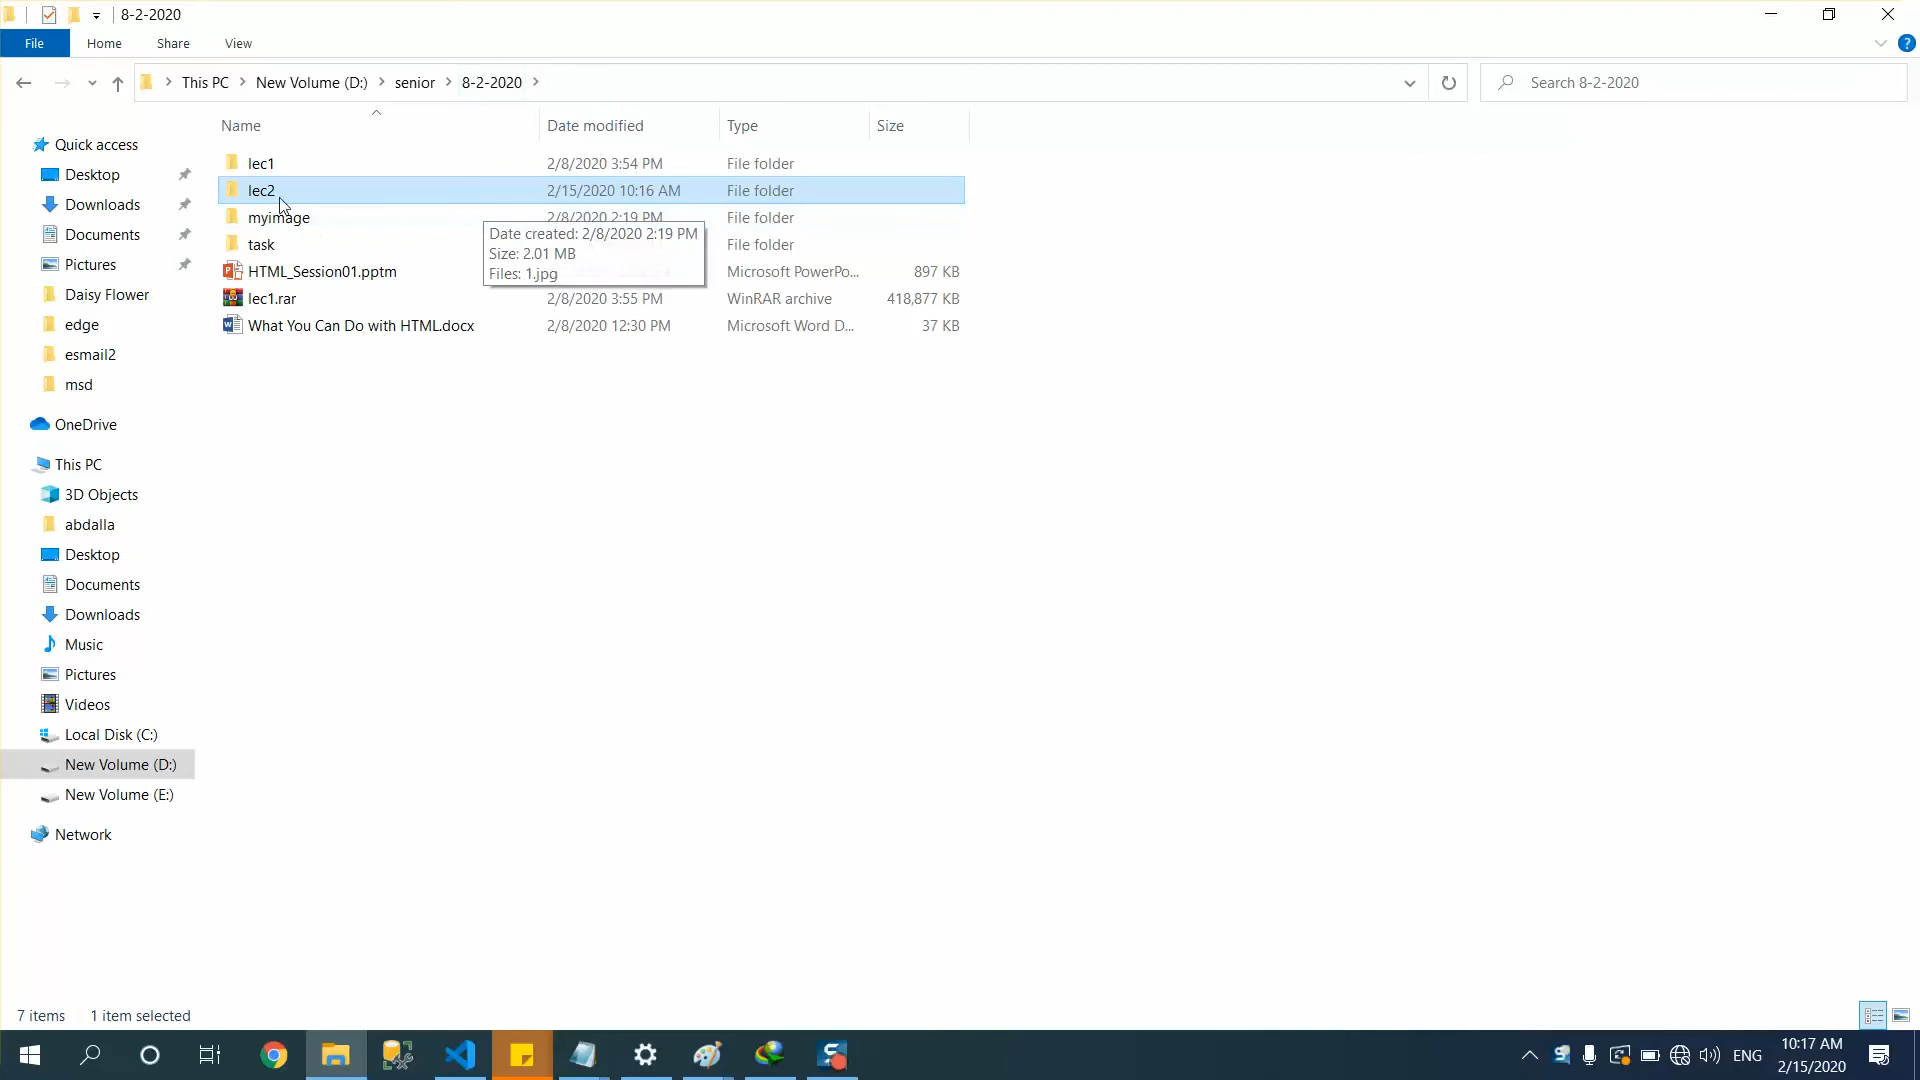 8-2-2020
File Home Share View
This PC New Volume (D:) senior 8-2-2020 Search 8-2-2020
Name Date modified Type Size
lec1 2/8/2020 3:54 PM File folder
lec2 2/15/2020 10:16 AM File folder
myimage 2/8/2020 2:19 PM File folder
task File folder
HTML_Session01.pptm Microsoft PowerPo... 897 KB
lec1.rar 2/8/2020 3:55 PM WinRAR archive 418,877 KB
What You Can Do with HTML.docx 2/8/2020 12:30 PM Microsoft Word D... 37 KB
Date created: 2/8/2020 2:19 PM
Size: 2.01 MB
Files: 1.jpg
Quick access
Desktop
Downloads
Documents
Pictures
Daisy Flower
edge
esmail2
msd
OneDrive
This PC
3D Objects
abdalla
Desktop
Documents
Downloads
Music
Pictures
Videos
Local Disk (C:)
New Volume (D:)
New Volume (E:)
Network
7 items 1 item selected
ENG
10:17 AM
2/15/2020